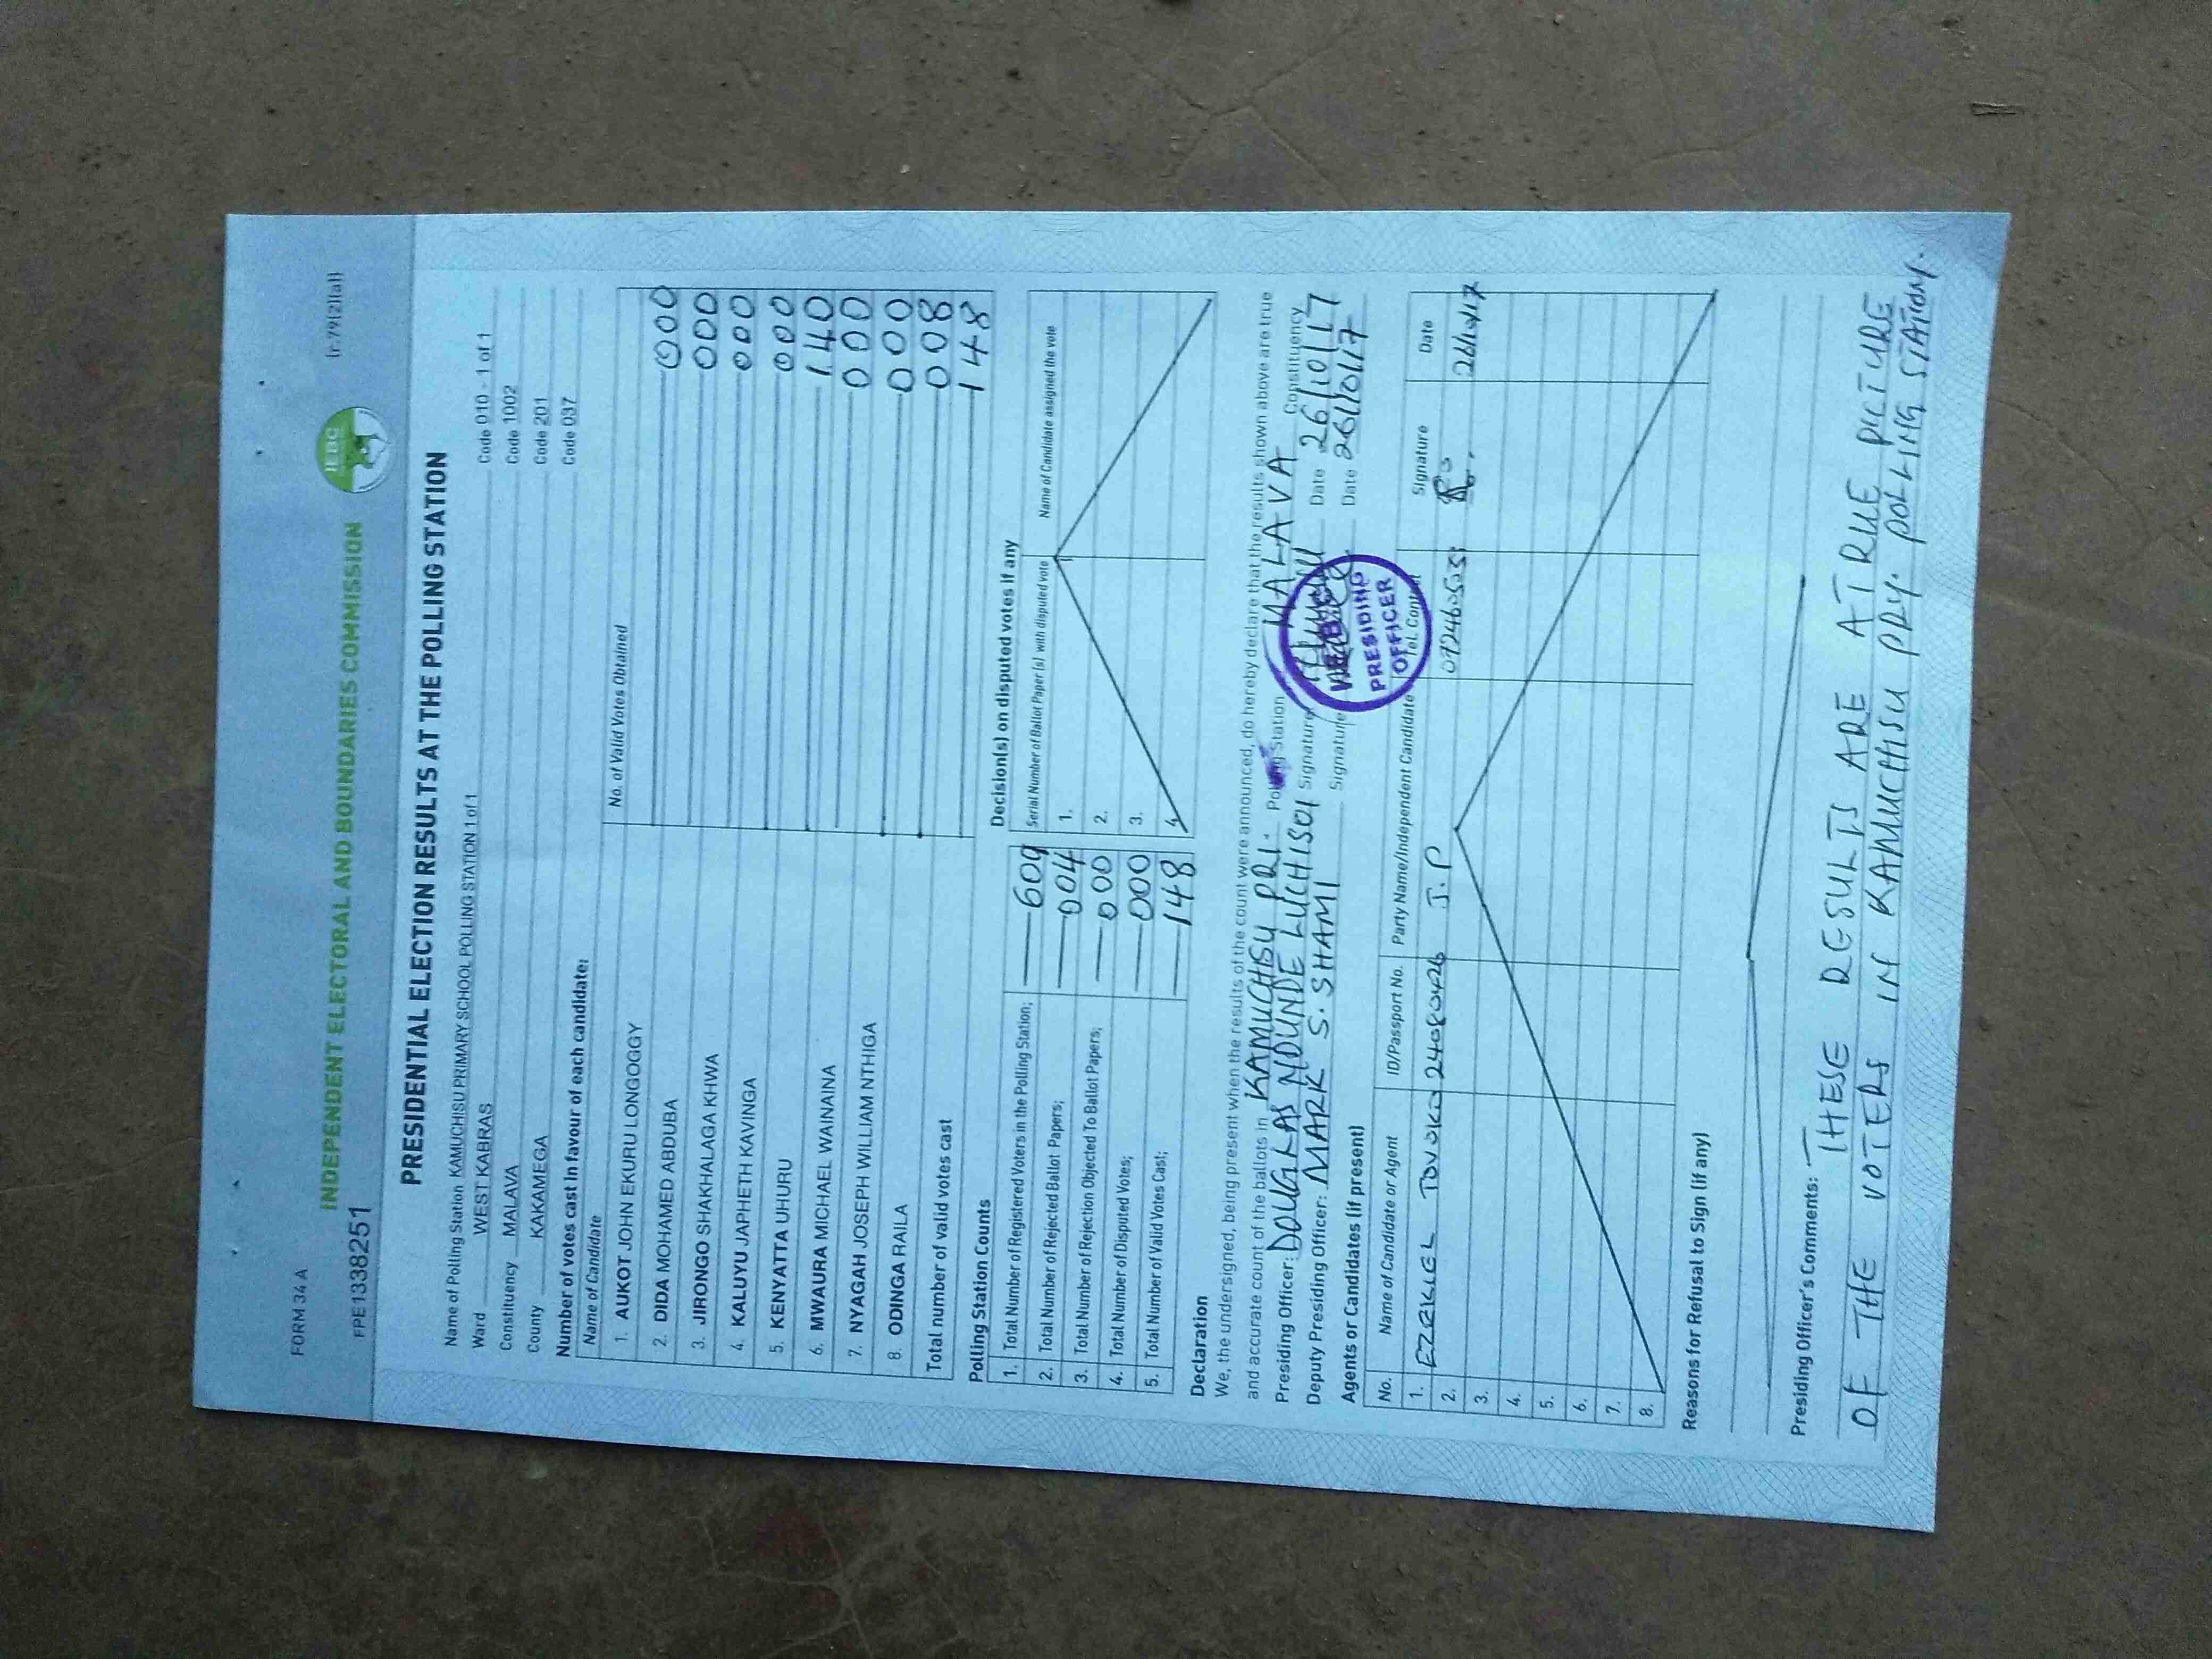 FORM 34 A
(r.79(2)(a))
INDEPENDENT ELECTORAL AND BOUNDARIES COMMISSION
IEBC
FPE1338251
PRESIDENTIAL ELECTION RESULTS AT THE POLLING STATION
Name of Polling Station KAMUCHISU PRIMARY SCHOOL POLLING STATION 1 of 1 Code 010 - 1 of 1
Ward WEST KABRAS Code 1002
Constituency MALAVA Code 201
County KAKAMEGA Code 037
Number of votes cast in favour of each candidate:
Name of Candidate No. of Valid Votes Obtained
1. AUKOT JOHN EKURU LONGOGGY 000
2. DIDA MOHAMED ABDUBA 000
3. JIRONGO SHAKHALAGA KHWA 000
4. KALUYU JAPHETH KAVINGA 000
5. KENYATTA UHURU 140
6. MWAURA MICHAEL WAINAINA 000
7. NYAGAH JOSEPH WILLIAM NTHIGA 000
8. ODINGA RAILA 008
Total number of valid votes cast 148
Polling Station Counts
1. Total Number of Registered Voters in the Polling Station; 609
2. Total Number of Rejected Ballot Papers; 004
3. Total Number of Rejection Objected To Ballot Papers; 000
4. Total Number of Disputed Votes; 000
5. Total Number of Valid Votes Cast; 148
Decision(s) on disputed votes if any
Serial Number of Ballot Paper (s) with disputed vote Name of Candidate assigned the vote
1.
2.
3.
4.
Declaration
We, the undersigned, being present when the results of the count were announced, do hereby declare that the results shown above are true
and accurate count of the ballots in KAMUCHISU PRI. Polling Station MALAVA Constituency
Presiding Officer: DOUGLAS NDUNDE LUCHISOI Signature Date 26/10/17
Deputy Presiding Officer: MARK S. SHAMI Signature Date 26/10/17
PRESIDING
OFFICER
Agents or Candidates (if present)
No. Name of Candidate or Agent ID/Passport No. Party Name/Independent Candidate Tel. Contact Signature Date
1. EZEKIEL 24080426 J.P 26/10/17
2.
3.
4.
5.
6.
7.
8.
Reasons for Refusal to Sign (if any)
Presiding Officer's Comments: THESE RESULTS ARE A TRUE PICTURE
OF THE VOTERS IN KAMUCHISU PRY. POLLING STATION.